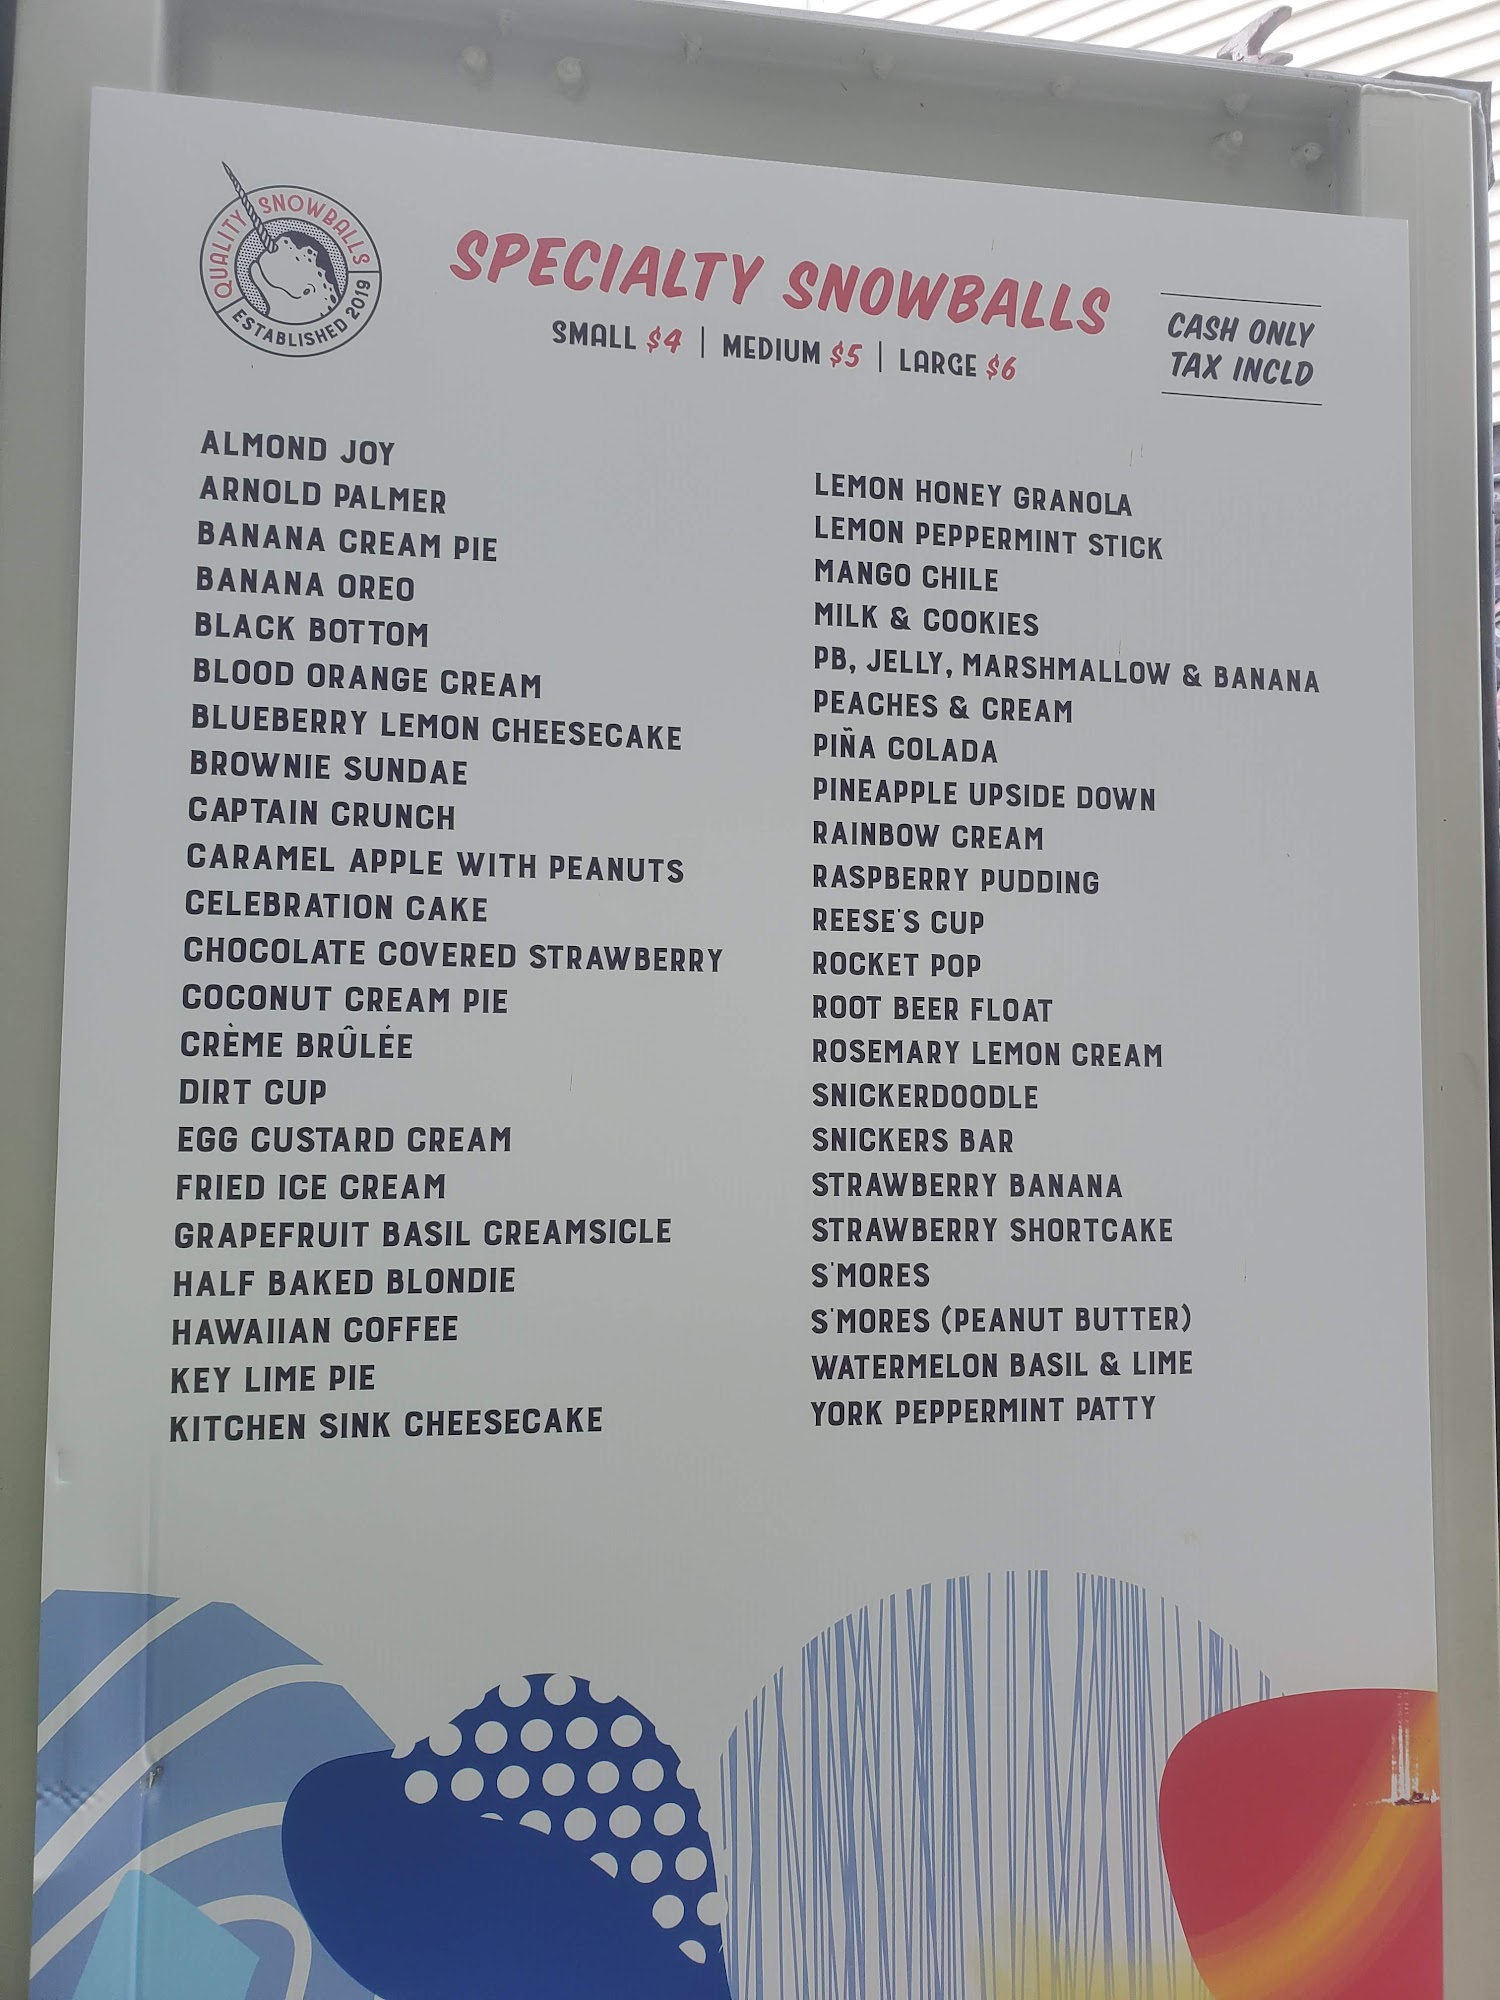 QUALITY SNOWBALLS
ESTABLISHED 2019
SPECIALTY SNOWBALLS
SMALL $4 | MEDIUM $5 | LARGE $6
CASH ONLY
TAX INCLD
ALMOND JOY
ARNOLD PALMER
BANANA CREAM PIE
BANANA OREO
BLACK BOTTOM
BLOOD ORANGE CREAM
BLUEBERRY LEMON CHEESECAKE
BROWNIE SUNDAE
CAPTAIN CRUNCH
CARAMEL APPLE WITH PEANUTS
CELEBRATION CAKE
CHOCOLATE COVERED STRAWBERRY
COCONUT CREAM PIE
CRÈME BRÛLÉE
DIRT CUP
EGG CUSTARD CREAM
FRIED ICE CREAM
GRAPEFRUIT BASIL CREAMSICLE
HALF BAKED BLONDIE
HAWAIIAN COFFEE
KEY LIME PIE
KITCHEN SINK CHEESECAKE
LEMON HONEY GRANOLA
LEMON PEPPERMINT STICK
MANGO CHILE
MILK & COOKIES
PB, JELLY, MARSHMALLOW & BANANA
PEACHES & CREAM
PIÑA COLADA
PINEAPPLE UPSIDE DOWN
RAINBOW CREAM
RASPBERRY PUDDING
REESE'S CUP
ROCKET POP
ROOT BEER FLOAT
ROSEMARY LEMON CREAM
SNICKERDOODLE
SNICKERS BAR
STRAWBERRY BANANA
STRAWBERRY SHORTCAKE
S'MORES
S'MORES (PEANUT BUTTER)
WATERMELON BASIL & LIME
YORK PEPPERMINT PATTY